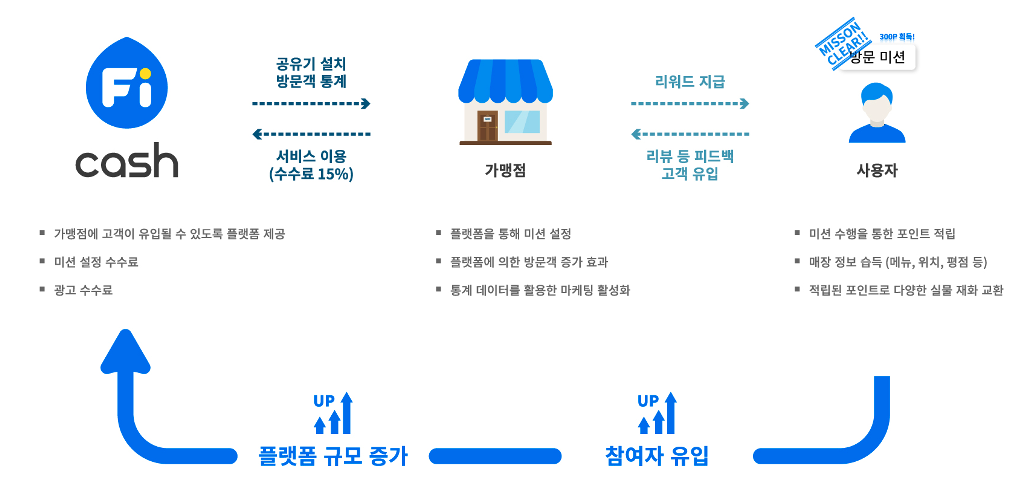 Fi
cash
공유기 설치
방문객 통계
서비스 이용
(수수료 15%)
가맹점
리워드 지급
리뷰 등 피드백
고객 유입
MISSON
CLEAR!!
300P 획득!
방문 미션
사용자
가맹점에 고객이 유입될 수 있도록 플랫폼 제공
미션 설정 수수료
광고 수수료
플랫폼을 통해 미션 설정
플랫폼에 의한 방문객 증가 효과
통계 데이터를 활용한 마케팅 활성화
미션 수행을 통한 포인트 적립
매장 정보 습득 (메뉴, 위치, 평점 등)
적립된 포인트로 다양한 실물 재화 교환
UP
플랫폼 규모 증가
UP
참여자 유입